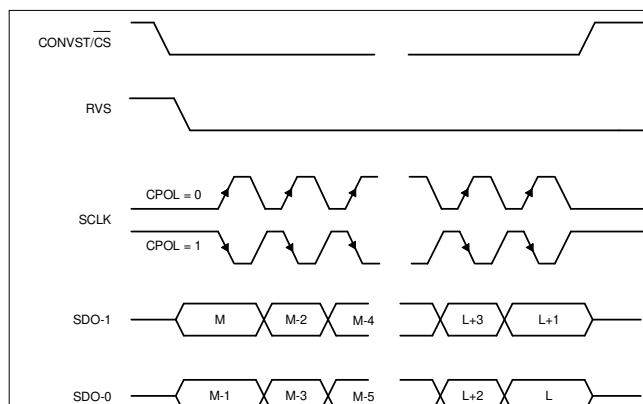 CONVST/CS
RVS
CPOL = 0
SCLK
CPOL = 1
SDO-1 M M-2 M-4 L+3 L+1
SDO-0 M-1 M-3 M-5 L+2 L